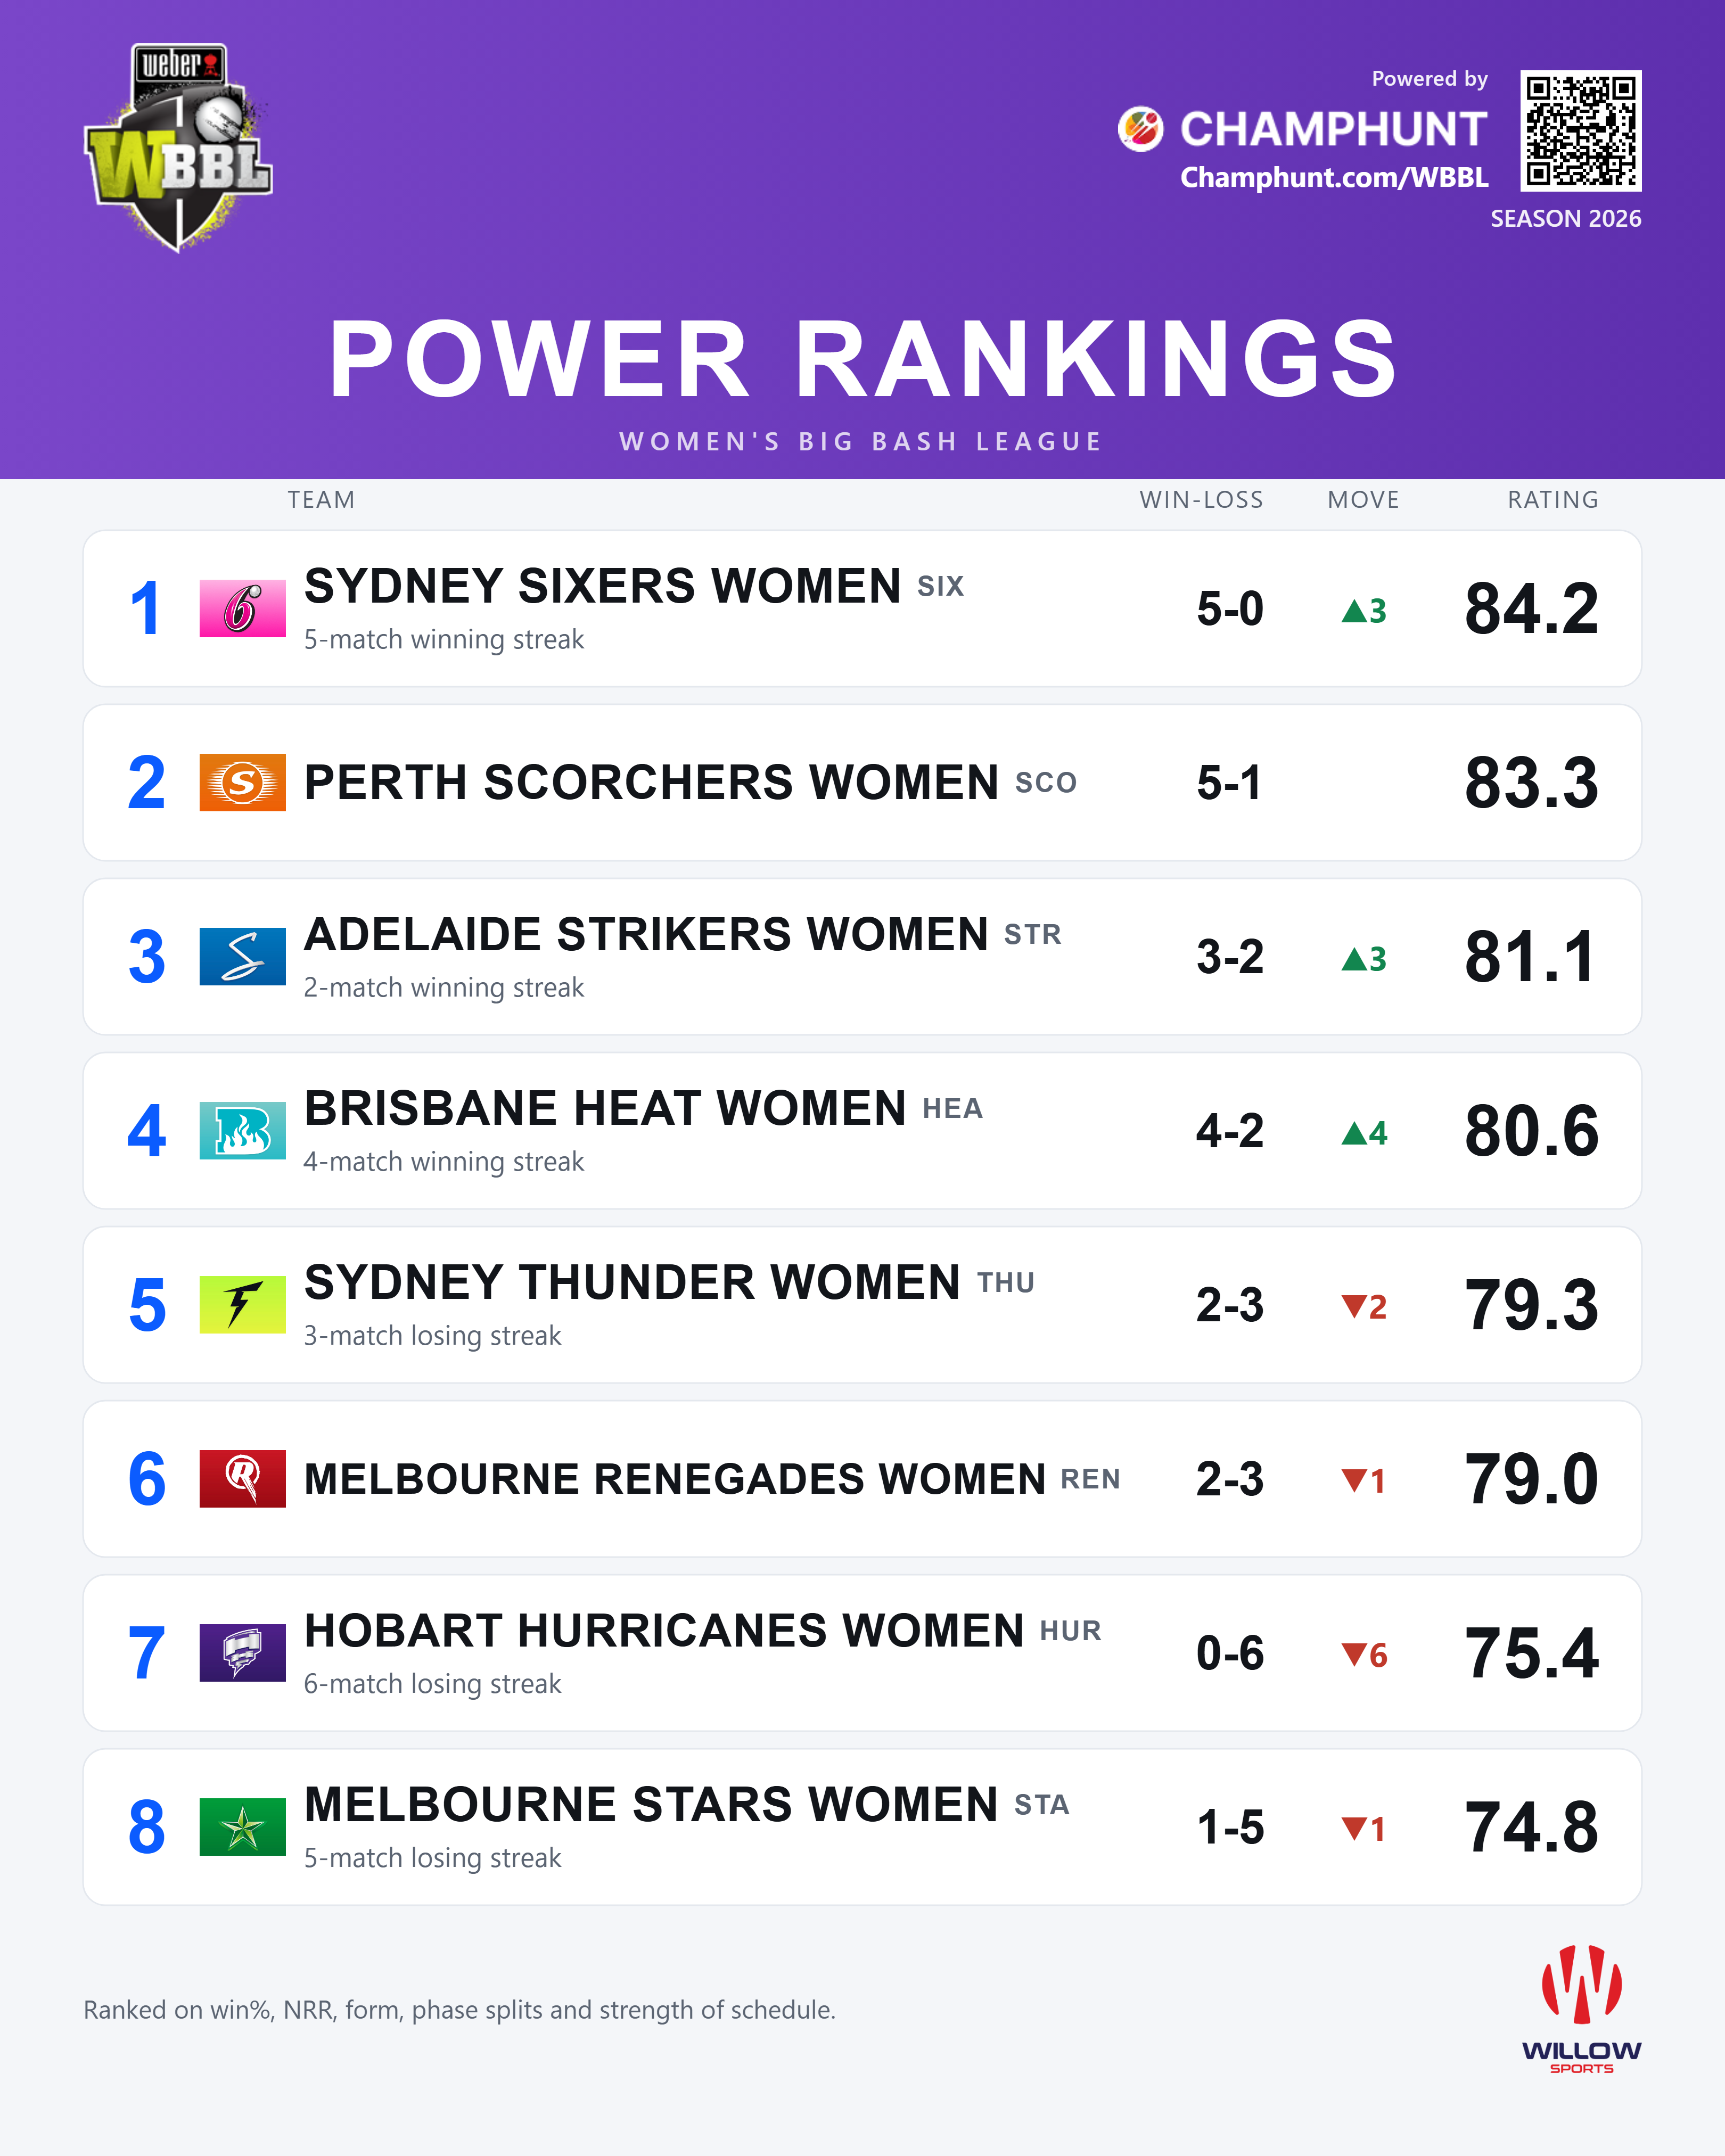 weber
WBBL
Powered by
CHAMPHUNT
Champhunt.com/WBBL
SEASON 2026
POWER RANKINGS
WOMEN'S BIG BASH LEAGUE
TEAM WIN-LOSS MOVE RATING
1 SYDNEY SIXERS WOMEN SIX 5-0 ▲3 84.2
5-match winning streak
2 PERTH SCORCHERS WOMEN SCO 5-1 83.3
3 ADELAIDE STRIKERS WOMEN STR 3-2 ▲3 81.1
2-match winning streak
4 BRISBANE HEAT WOMEN HEA 4-2 ▲4 80.6
4-match winning streak
5 SYDNEY THUNDER WOMEN THU 2-3 ▼2 79.3
3-match losing streak
6 MELBOURNE RENEGADES WOMEN REN 2-3 ▼1 79.0
7 HOBART HURRICANES WOMEN HUR 0-6 ▼6 75.4
6-match losing streak
8 MELBOURNE STARS WOMEN STA 1-5 ▼1 74.8
5-match losing streak
Ranked on win%, NRR, form, phase splits and strength of schedule.
WILLOW
SPORTS